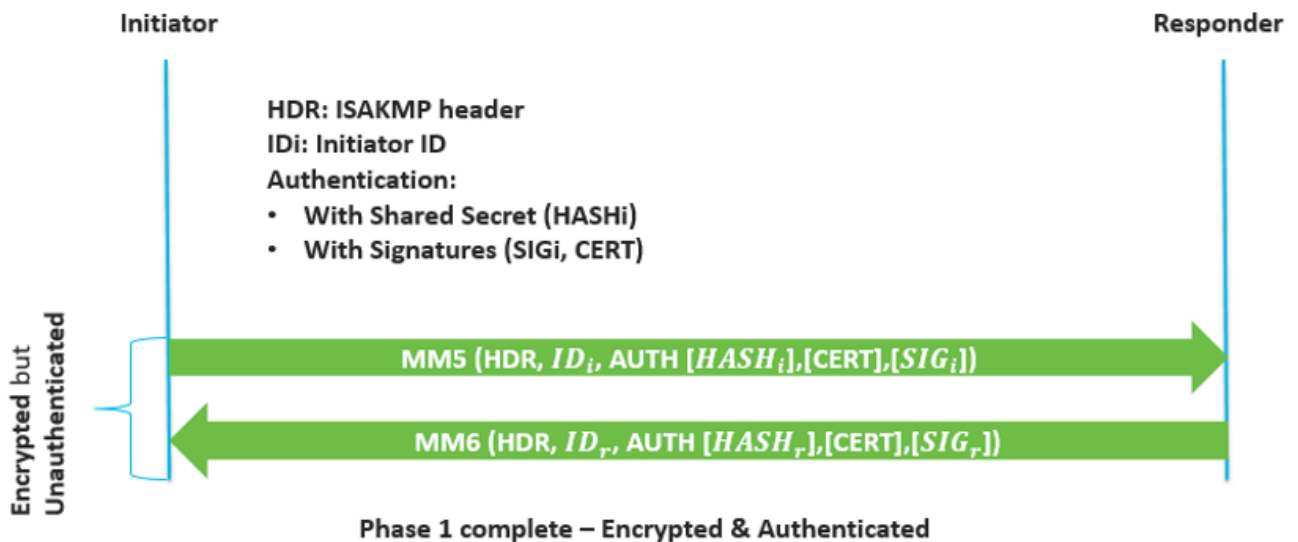 Initiator
Responder
HDR: ISAKMP header
IDi: Initiator ID
Authentication:
• With Shared Secret (HASHi)
• With Signatures (SIGi, CERT)
Encrypted but
Unauthenticated
MM5 (HDR, IDᵢ, AUTH [HASHᵢ],[CERT],[SIGᵢ])
MM6 (HDR, IDᵣ, AUTH [HASHᵣ],[CERT],[SIGᵣ])
Phase 1 complete – Encrypted & Authenticated